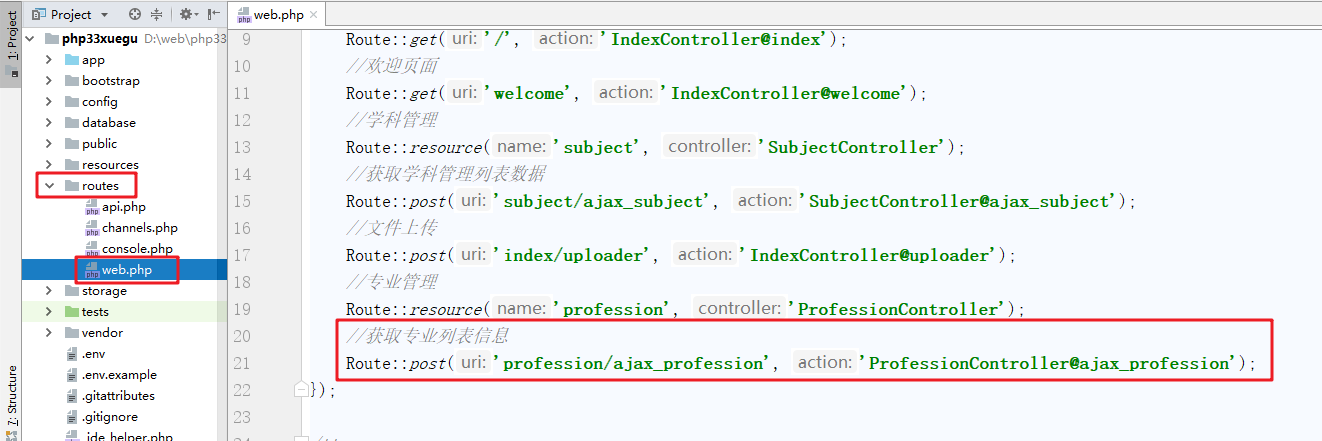 1: Project
7: Structure
Project
php33xuegu D:\web\php33
app
bootstrap
config
database
public
resources
routes
api.php
channels.php
console.php
web.php
storage
tests
vendor
.env
.env.example
.gitattributes
.gitignore
_ide_helper.php
web.php
9 Route::get( uri: '/', action: 'IndexController@index');
10 //欢迎页面
11 Route::get( uri: 'welcome', action: 'IndexController@welcome');
12 //学科管理
13 Route::resource( name: 'subject', controller: 'SubjectController');
14 //获取学科管理列表数据
15 Route::post( uri: 'subject/ajax_subject', action: 'SubjectController@ajax_subject');
16 //文件上传
17 Route::post( uri: 'index/uploader', action: 'IndexController@uploader');
18 //专业管理
19 Route::resource( name: 'profession', controller: 'ProfessionController');
20 //获取专业列表信息
21 Route::post( uri: 'profession/ajax_profession', action: 'ProfessionController@ajax_profession');
22 });
23